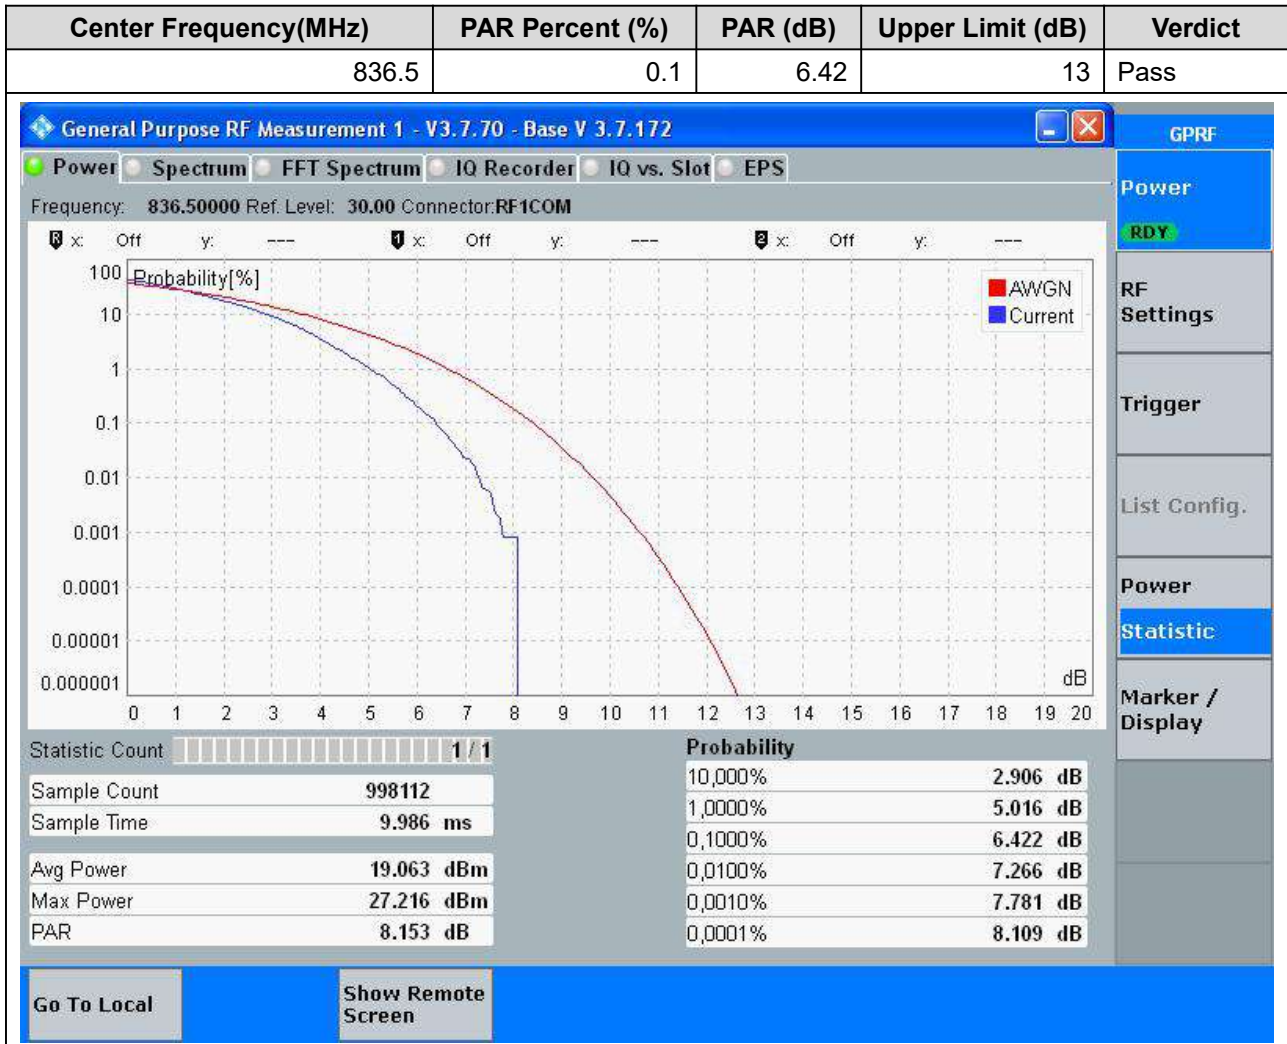 Center Frequency(MHz) PAR Percent (%) PAR (dB) Upper Limit (dB) Verdict
836.5 0.1 6.42 13 Pass
General Purpose RF Measurement 1 - V3.7.70 - Base V 3.7.172
GPRF
Power Spectrum FFT Spectrum IQ Recorder IQ vs. Slot EPS
Frequency: 836.50000 Ref. Level: 30.00 Connector:RF1COM
R x: Off y: --- 1 x: Off y: --- 2 x: Off y: ---
Probability[%]
AWGN
Current
100
10
1
0.1
0.01
0.001
0.0001
0.00001
0.000001
dB
0 1 2 3 4 5 6 7 8 9 10 11 12 13 14 15 16 17 18 19 20
Statistic Count 1 / 1
Sample Count 998112
Sample Time 9.986 ms
Avg Power 19.063 dBm
Max Power 27.216 dBm
PAR 8.153 dB
Probability
10,000% 2.906 dB
1,0000% 5.016 dB
0,1000% 6.422 dB
0,0100% 7.266 dB
0,0010% 7.781 dB
0,0001% 8.109 dB
Power
RDY
RF
Settings
Trigger
List Config.
Power
Statistic
Marker /
Display
Go To Local
Show Remote
Screen